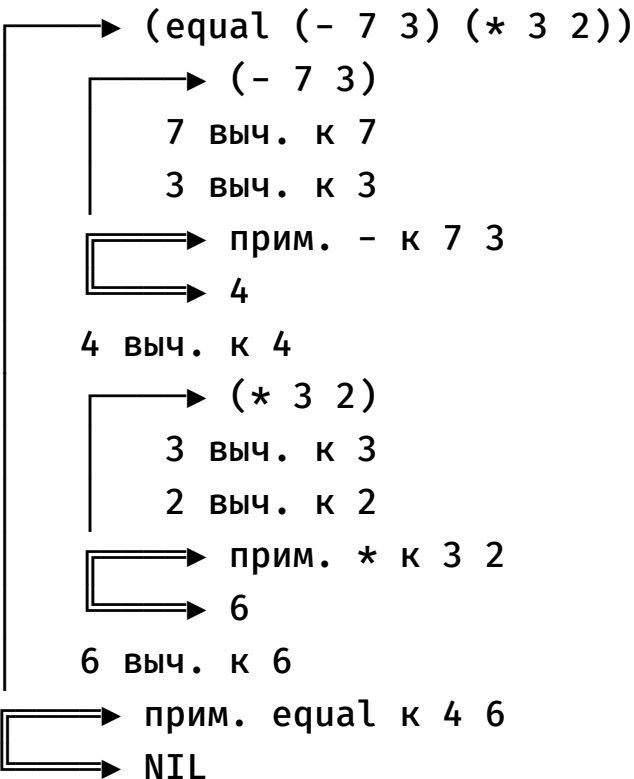 (equal (- 7 3) (* 3 2))
(- 7 3)
7 выч. к 7
3 выч. к 3
прим. - к 7 3
4
4 выч. к 4
(* 3 2)
3 выч. к 3
2 выч. к 2
прим. * к 3 2
6
6 выч. к 6
прим. equal к 4 6
NIL